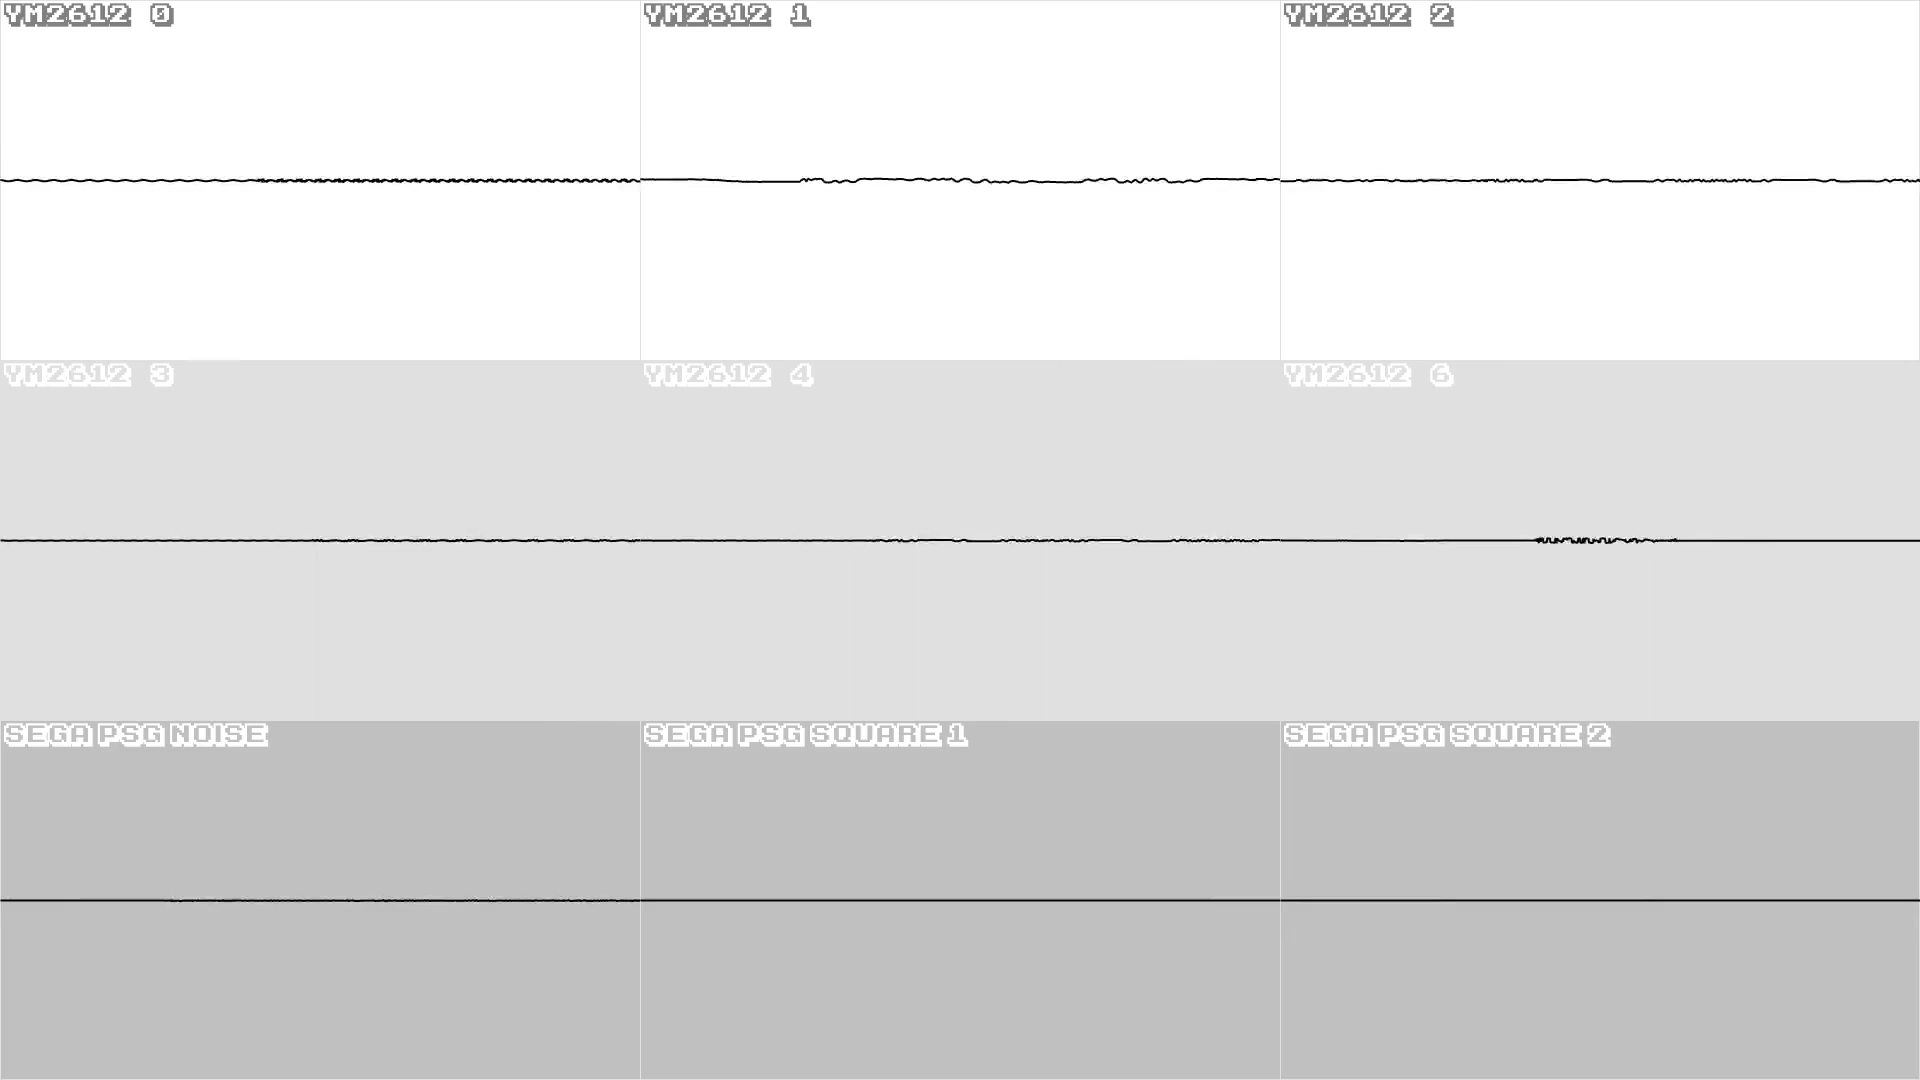 YM2612 0
YM2612 1
YM2612 2
YM2612 3
YM2612 4
YM2612 6
SEGA PSG NOISE
SEGA PSG SQUARE 1
SEGA PSG SQUARE 2